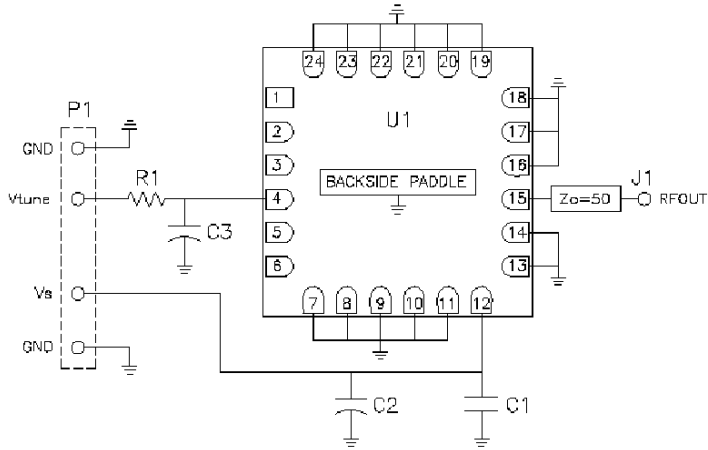 24 23 22 21 20 19
1
18
P1
U1
2
17
GND
3
16
R1
BACKSIDE PADDLE
J1
Vtune
4
15
Zo=50
RFOUT
C3
5
14
6
13
Vs
7 8 9 10 11 12
GND
C2
C1